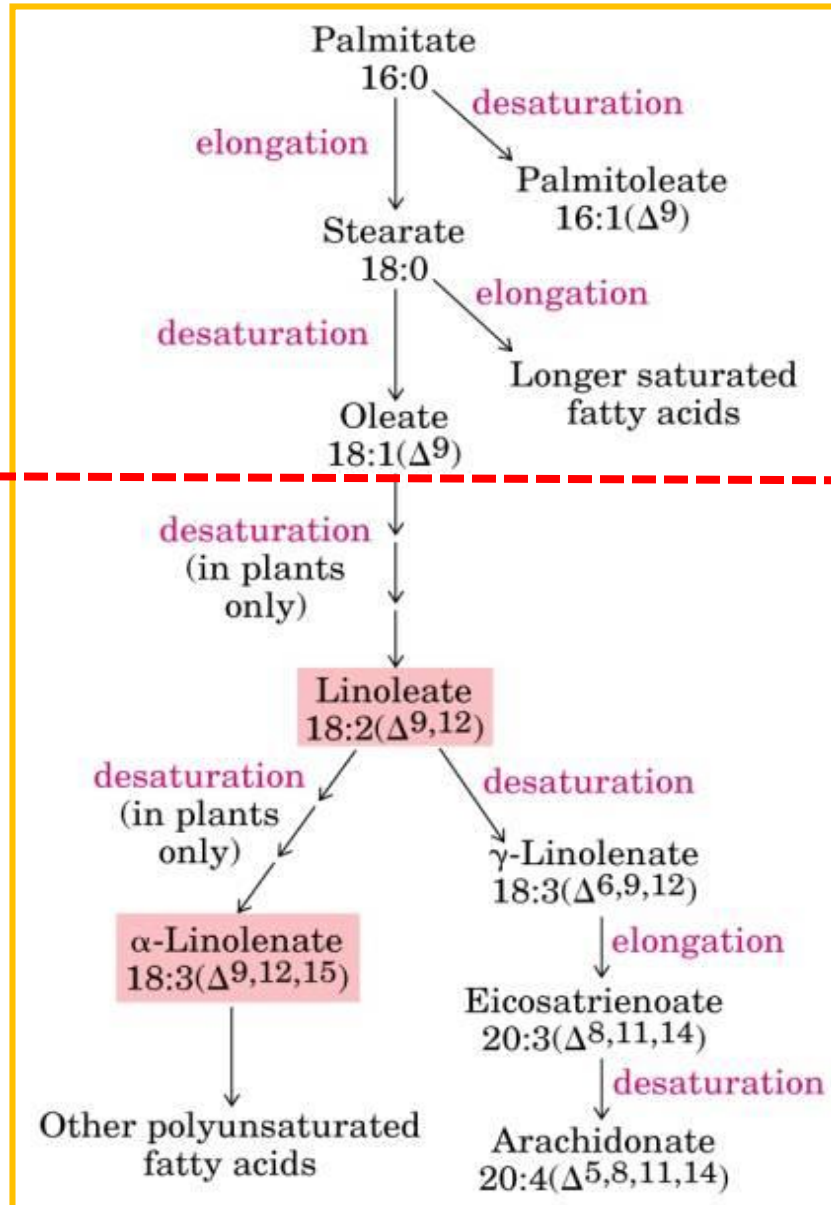 Palmitate
16:0
desaturation
elongation
Palmitoleate
16:1(Δ⁹)
Stearate
18:0
elongation
desaturation
Longer saturated
fatty acids
Oleate
18:1(Δ⁹)
desaturation
(in plants
only)
Linoleate
18:2(Δ⁹,¹²)
desaturation
(in plants
only)
desaturation
γ-Linolenate
18:3(Δ⁶,⁹,¹²)
α-Linolenate
18:3(Δ⁹,¹²,¹⁵)
elongation
Eicosatrienoate
20:3(Δ⁸,¹¹,¹⁴)
desaturation
Other polyunsaturated
fatty acids
Arachidonate
20:4(Δ⁵,⁸,¹¹,¹⁴)